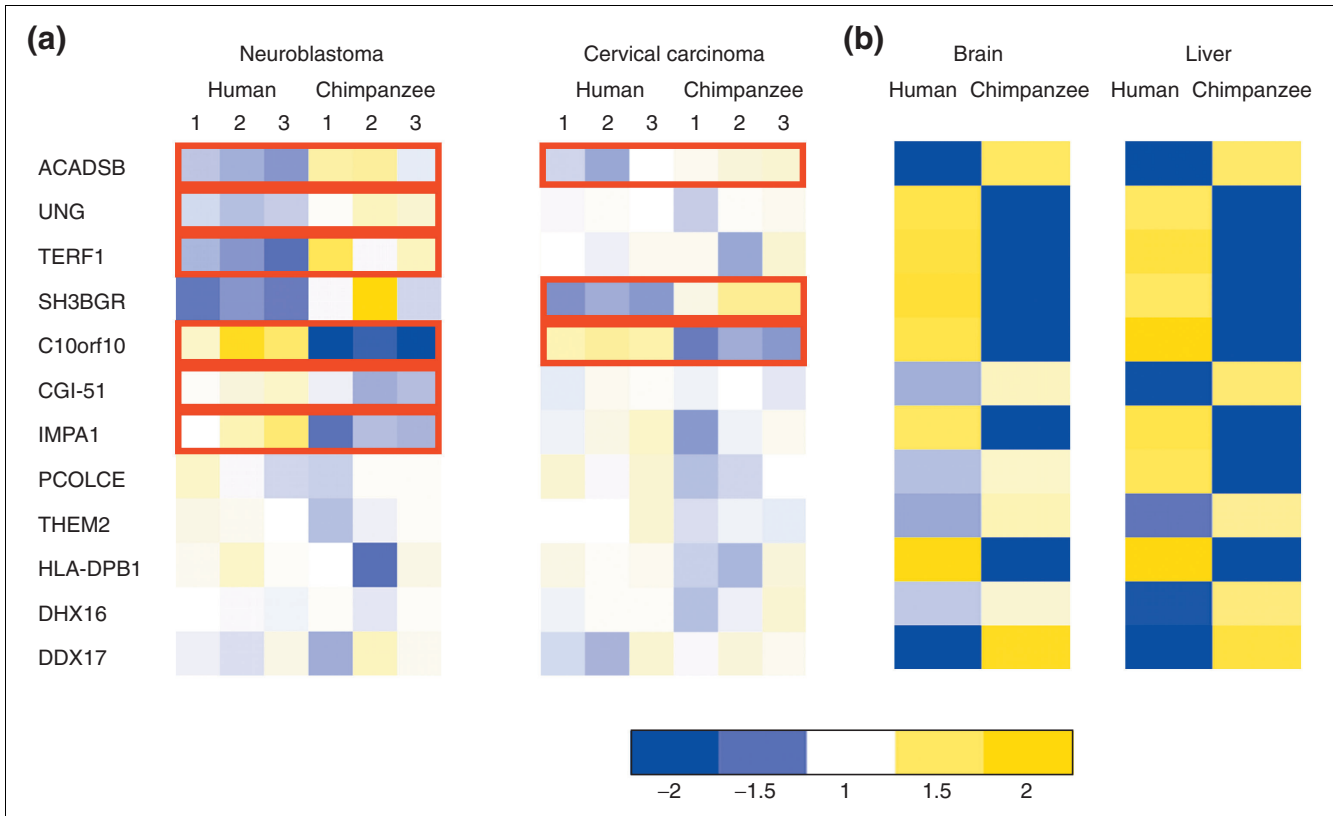 (a)
(b)
Neuroblastoma
Cervical carcinoma
Brain
Liver
Human Chimpanzee
Human Chimpanzee
Human Chimpanzee
Human Chimpanzee
1 2 3 1 2 3
1 2 3 1 2 3
ACADSB
UNG
TERF1
SH3BGR
C10orf10
CGI-51
IMPA1
PCOLCE
THEM2
HLA-DPB1
DHX16
DDX17
−2 −1.5 1 1.5 2